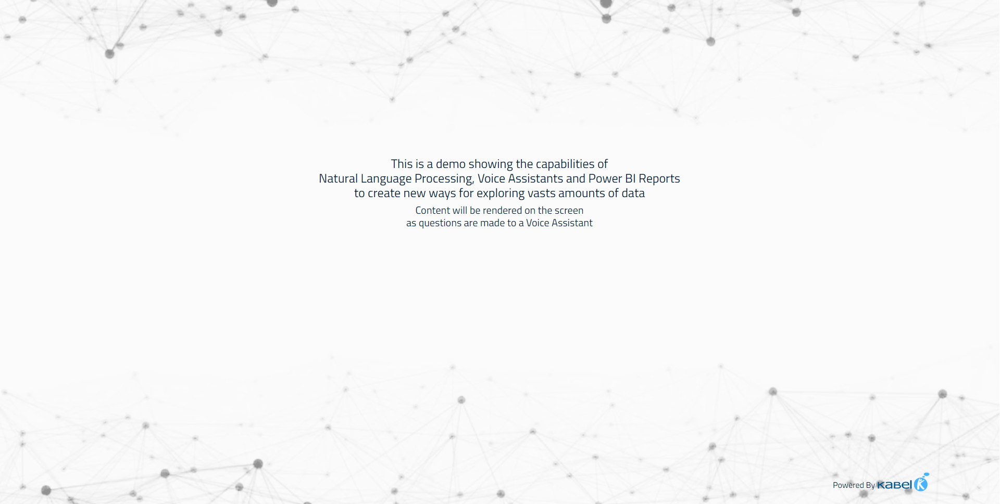 This is a demo showing the capabilities of
Natural Language Processing, Voice Assistants and Power BI Reports
to create new ways for exploring vasts amounts of data
Content will be rendered on the screen
as questions are made to a Voice Assistant
Powered By KABEL K